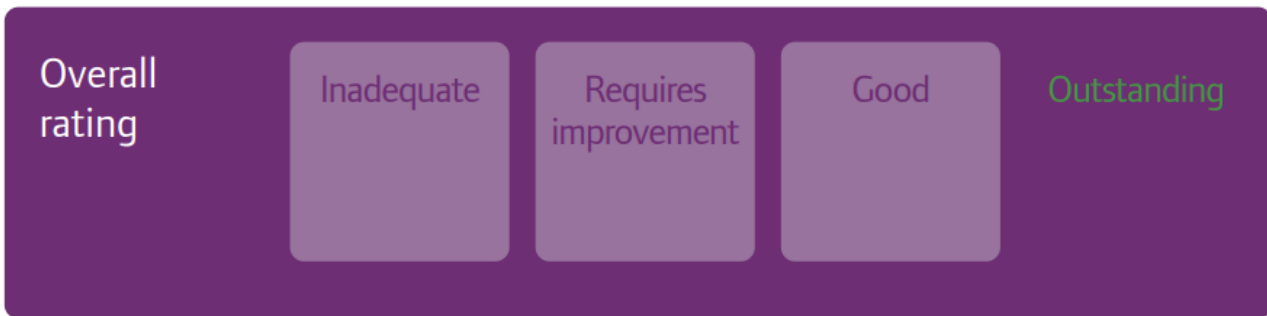 Overall
rating
Inadequate
Requires
improvement
Good
Outstanding